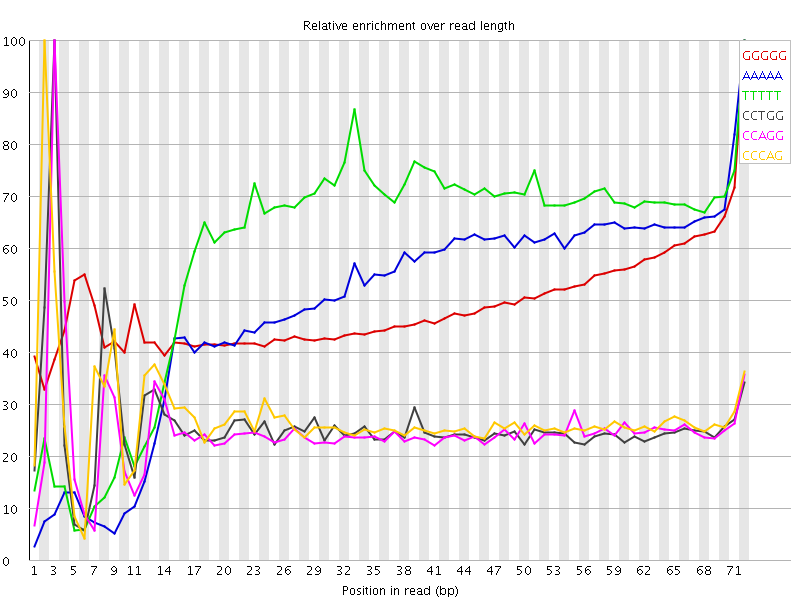 Relative enrichment over read length
100
90
80
70
60
50
40
30
20
10
0
GGGGG
AAAAA
TTTTT
CCTGG
CCAGG
CCCAG
1 3 5 7 9 11 14 17 20 23 26 29 32 35 38 41 44 47 50 53 56 59 62 65 68 71
Position in read (bp)